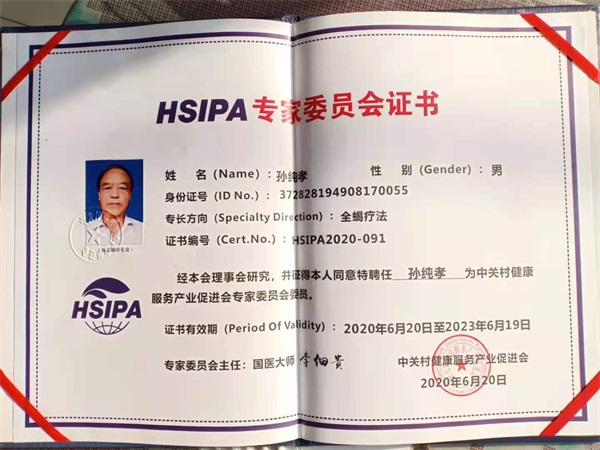 HSIPA 专家委员会证书
姓 名（Name）：孙纯孝 性 别（Gender）：男
身份证号（ID No.）：372828194908170055
专长方向（Specialty Direction）：全蝎疗法
证书编号（Cert.No.）：HSIPA2020-091
经本会理事会研究，并征得本人同意特聘任 孙纯孝 为中关村健康
服务产业促进会专家委员会委员。
HSIPA
证书有效期（Period Of Validity）：2020年6月20日至2023年6月19日
专家委员会主任：国医大师 李佃贵
中关村健康服务产业促进会
2020年6月20日